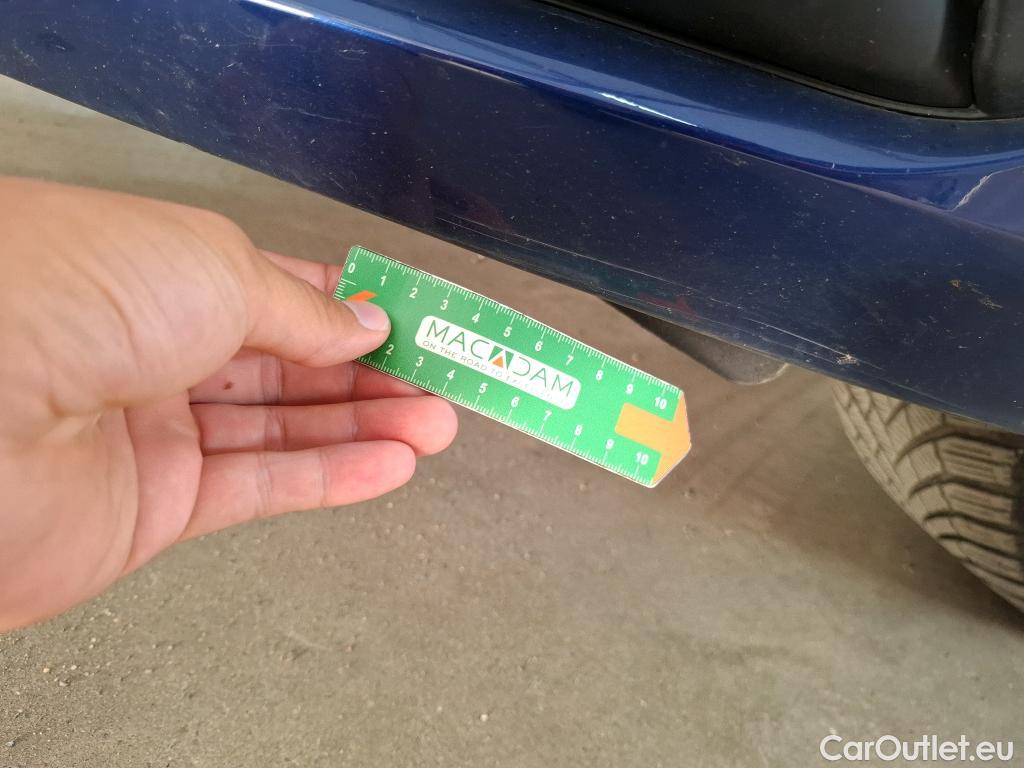 0 1 2 3 4 5 6 7 8 9 10
MACADAM
ON THE ROAD TO EXCELLENCE
2 3 4 5 6 7 8 9 10
CarOutlet.eu